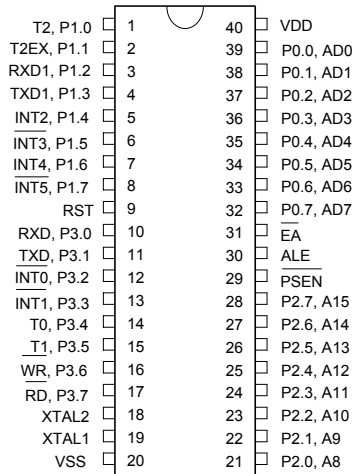 T2, P1.0 1 40 VDD
T2EX, P1.1 2 39 P0.0, AD0
RXD1, P1.2 3 38 P0.1, AD1
TXD1, P1.3 4 37 P0.2, AD2
INT2, P1.4 5 36 P0.3, AD3
INT3, P1.5 6 35 P0.4, AD4
INT4, P1.6 7 34 P0.5, AD5
INT5, P1.7 8 33 P0.6, AD6
RST 9 32 P0.7, AD7
RXD, P3.0 10 31 EA
TXD, P3.1 11 30 ALE
INT0, P3.2 12 29 PSEN
INT1, P3.3 13 28 P2.7, A15
T0, P3.4 14 27 P2.6, A14
T1, P3.5 15 26 P2.5, A13
WR, P3.6 16 25 P2.4, A12
RD, P3.7 17 24 P2.3, A11
XTAL2 18 23 P2.2, A10
XTAL1 19 22 P2.1, A9
VSS 20 21 P2.0, A8